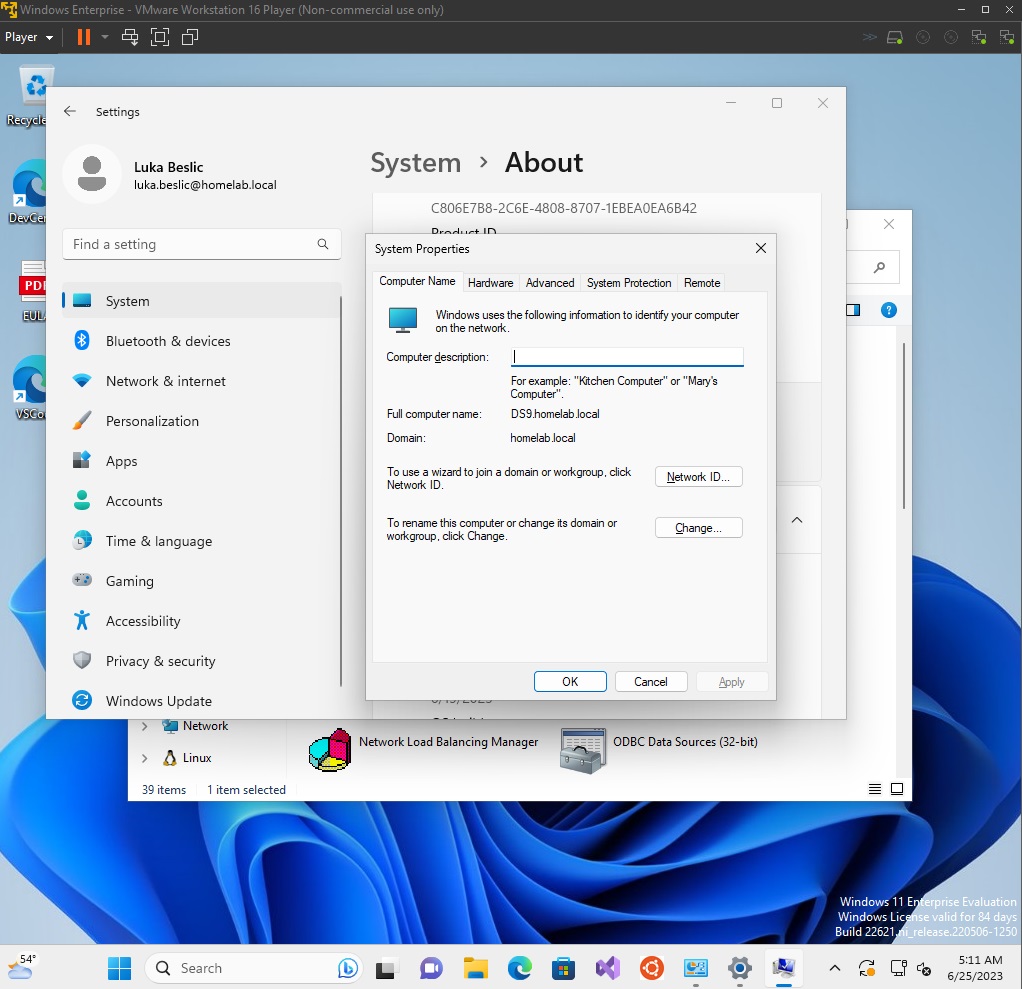 Windows Enterprise - VMware Workstation 16 Player (Non-commercial use only)
Player
Settings
Luka Beslic
luka.beslic@homelab.local
Find a setting
System
Bluetooth & devices
Network & internet
Personalization
Apps
Accounts
Time & language
Gaming
Accessibility
Privacy & security
Windows Update
System > About
C806E7B8-2C6E-4808-8707-1EBEA0EA6B42
Product ID
System Properties
Computer Name Hardware Advanced System Protection Remote
Windows uses the following information to identify your computer
on the network.
Computer description:
For example: "Kitchen Computer" or "Mary's
Computer".
Full computer name: DS9.homelab.local
Domain: homelab.local
To use a wizard to join a domain or workgroup, click
Network ID.
Network ID...
To rename this computer or change its domain or
workgroup, click Change.
Change...
OK Cancel Apply
Recycle
DevCen
PDF
EULA
VSCo
Network
Linux
Network Load Balancing Manager
ODBC Data Sources (32-bit)
39 items 1 item selected
Windows 11 Enterprise Evaluation
Windows License valid for 84 days
Build 22621.ni_release.220506-1250
54°
Search
5:11 AM
6/25/2023